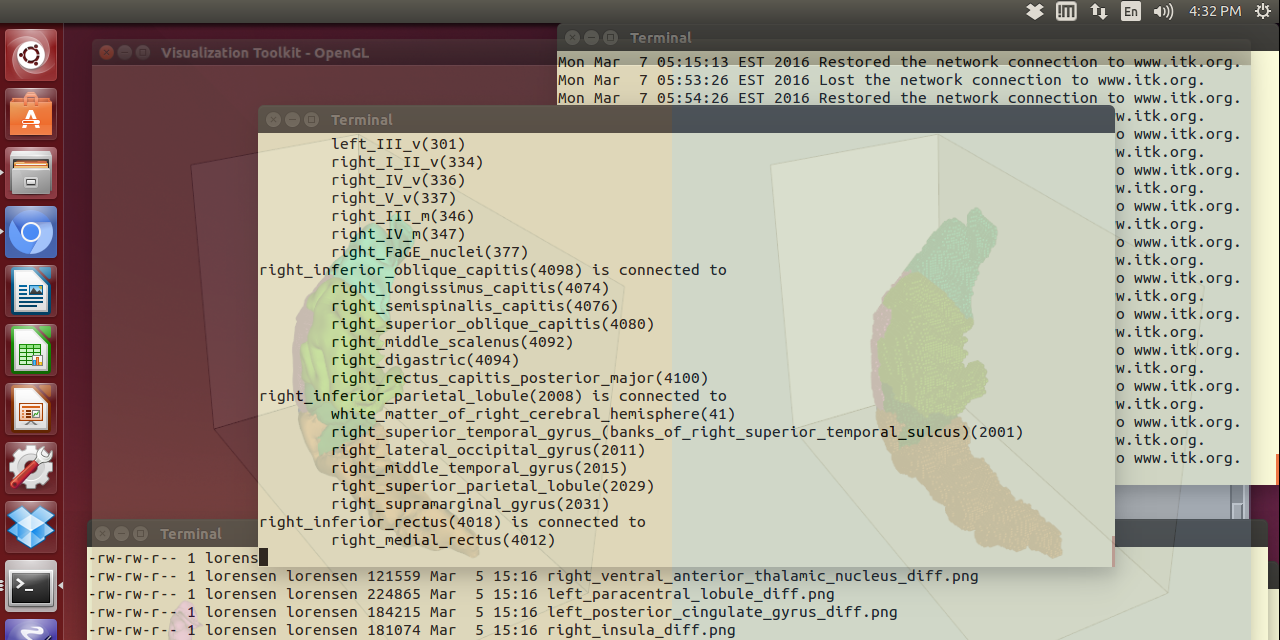 En
4:32 PM
Visualization Toolkit - OpenGL
Terminal
Mon Mar  7 05:15:13 EST 2016 Restored the network connection to www.itk.org.
Mon Mar  7 05:53:26 EST 2016 Lost the network connection to www.itk.org.
Mon Mar  7 05:54:26 EST 2016 Restored the network connection to www.itk.org.
w.itk.org.
o www.itk.org.
w.itk.org.
o www.itk.org.
w.itk.org.
o www.itk.org.
w.itk.org.
o www.itk.org.
w.itk.org.
o www.itk.org.
w.itk.org.
o www.itk.org.
w.itk.org.
o www.itk.org.
w.itk.org.
o www.itk.org.
w.itk.org.
o www.itk.org.
w.itk.org.
o www.itk.org.
Terminal
left_III_v(301)
right_I_II_v(334)
right_IV_v(336)
right_V_v(337)
right_III_m(346)
right_IV_m(347)
right_FaGE_nuclei(377)
right_inferior_oblique_capitis(4098) is connected to
right_longissimus_capitis(4074)
right_semispinalis_capitis(4076)
right_superior_oblique_capitis(4080)
right_middle_scalenus(4092)
right_digastric(4094)
right_rectus_capitis_posterior_major(4100)
right_inferior_parietal_lobule(2008) is connected to
white_matter_of_right_cerebral_hemisphere(41)
right_superior_temporal_gyrus_(banks_of_right_superior_temporal_sulcus)(2001)
right_lateral_occipital_gyrus(2011)
right_middle_temporal_gyrus(2015)
right_superior_parietal_lobule(2029)
right_supramarginal_gyrus(2031)
right_inferior_rectus(4018) is connected to
right_medial_rectus(4012)
Terminal
-rw-rw-r-- 1 lorens
-rw-rw-r-- 1 lorensen lorensen 121559 Mar  5 15:16 right_ventral_anterior_thalamic_nucleus_diff.png
-rw-rw-r-- 1 lorensen lorensen 224865 Mar  5 15:16 left_paracentral_lobule_diff.png
-rw-rw-r-- 1 lorensen lorensen 184215 Mar  5 15:16 left_posterior_cingulate_gyrus_diff.png
-rw-rw-r-- 1 lorensen lorensen 181074 Mar  5 15:16 right_insula_diff.png